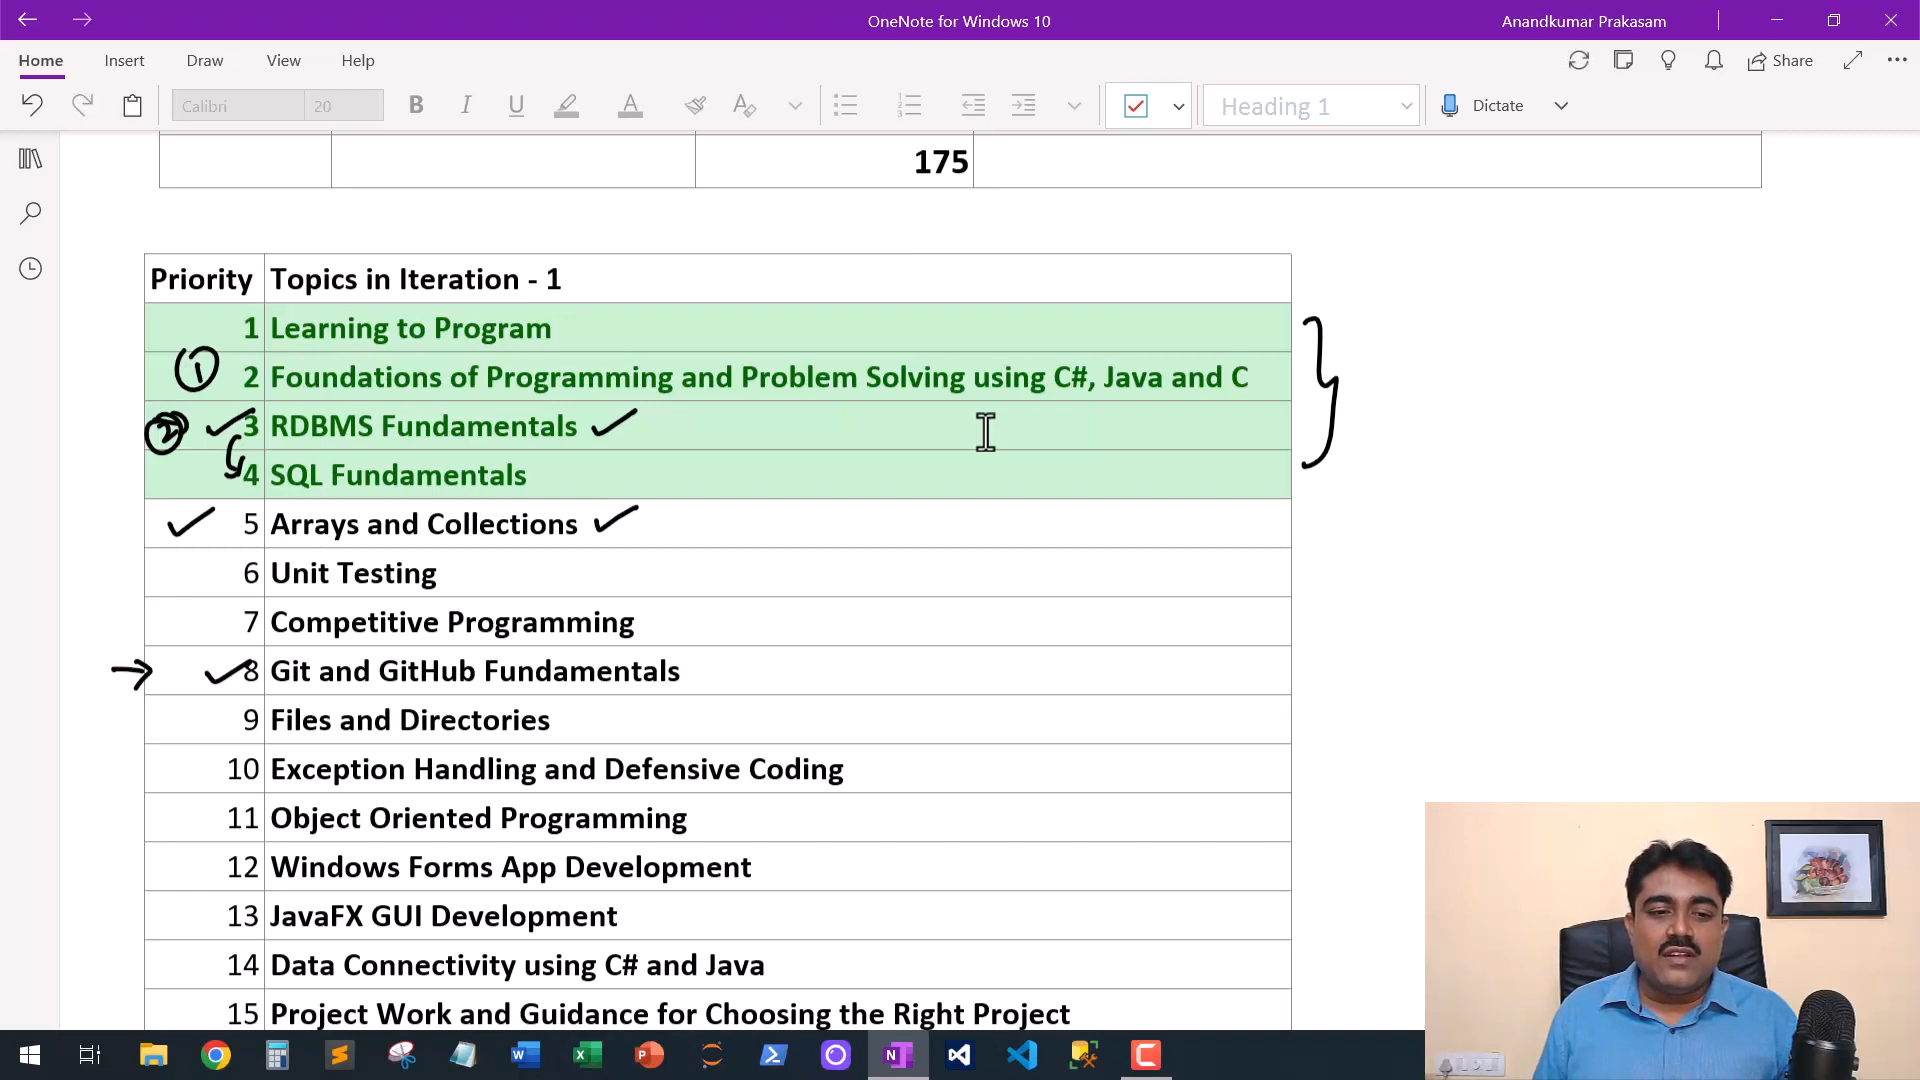 OneNote for Windows 10
Anandkumar Prakasam
Home Insert Draw View Help
Share
Calibri 20 B I U A Heading 1 Dictate
175
Priority Topics in Iteration - 1
1 Learning to Program
1
2 Foundations of Programming and Problem Solving using C#, Java and C
2 3 RDBMS Fundamentals
4 SQL Fundamentals
5 Arrays and Collections
6 Unit Testing
7 Competitive Programming
8 Git and GitHub Fundamentals
9 Files and Directories
10 Exception Handling and Defensive Coding
11 Object Oriented Programming
12 Windows Forms App Development
13 JavaFX GUI Development
14 Data Connectivity using C# and Java
15 Project Work and Guidance for Choosing the Right Project